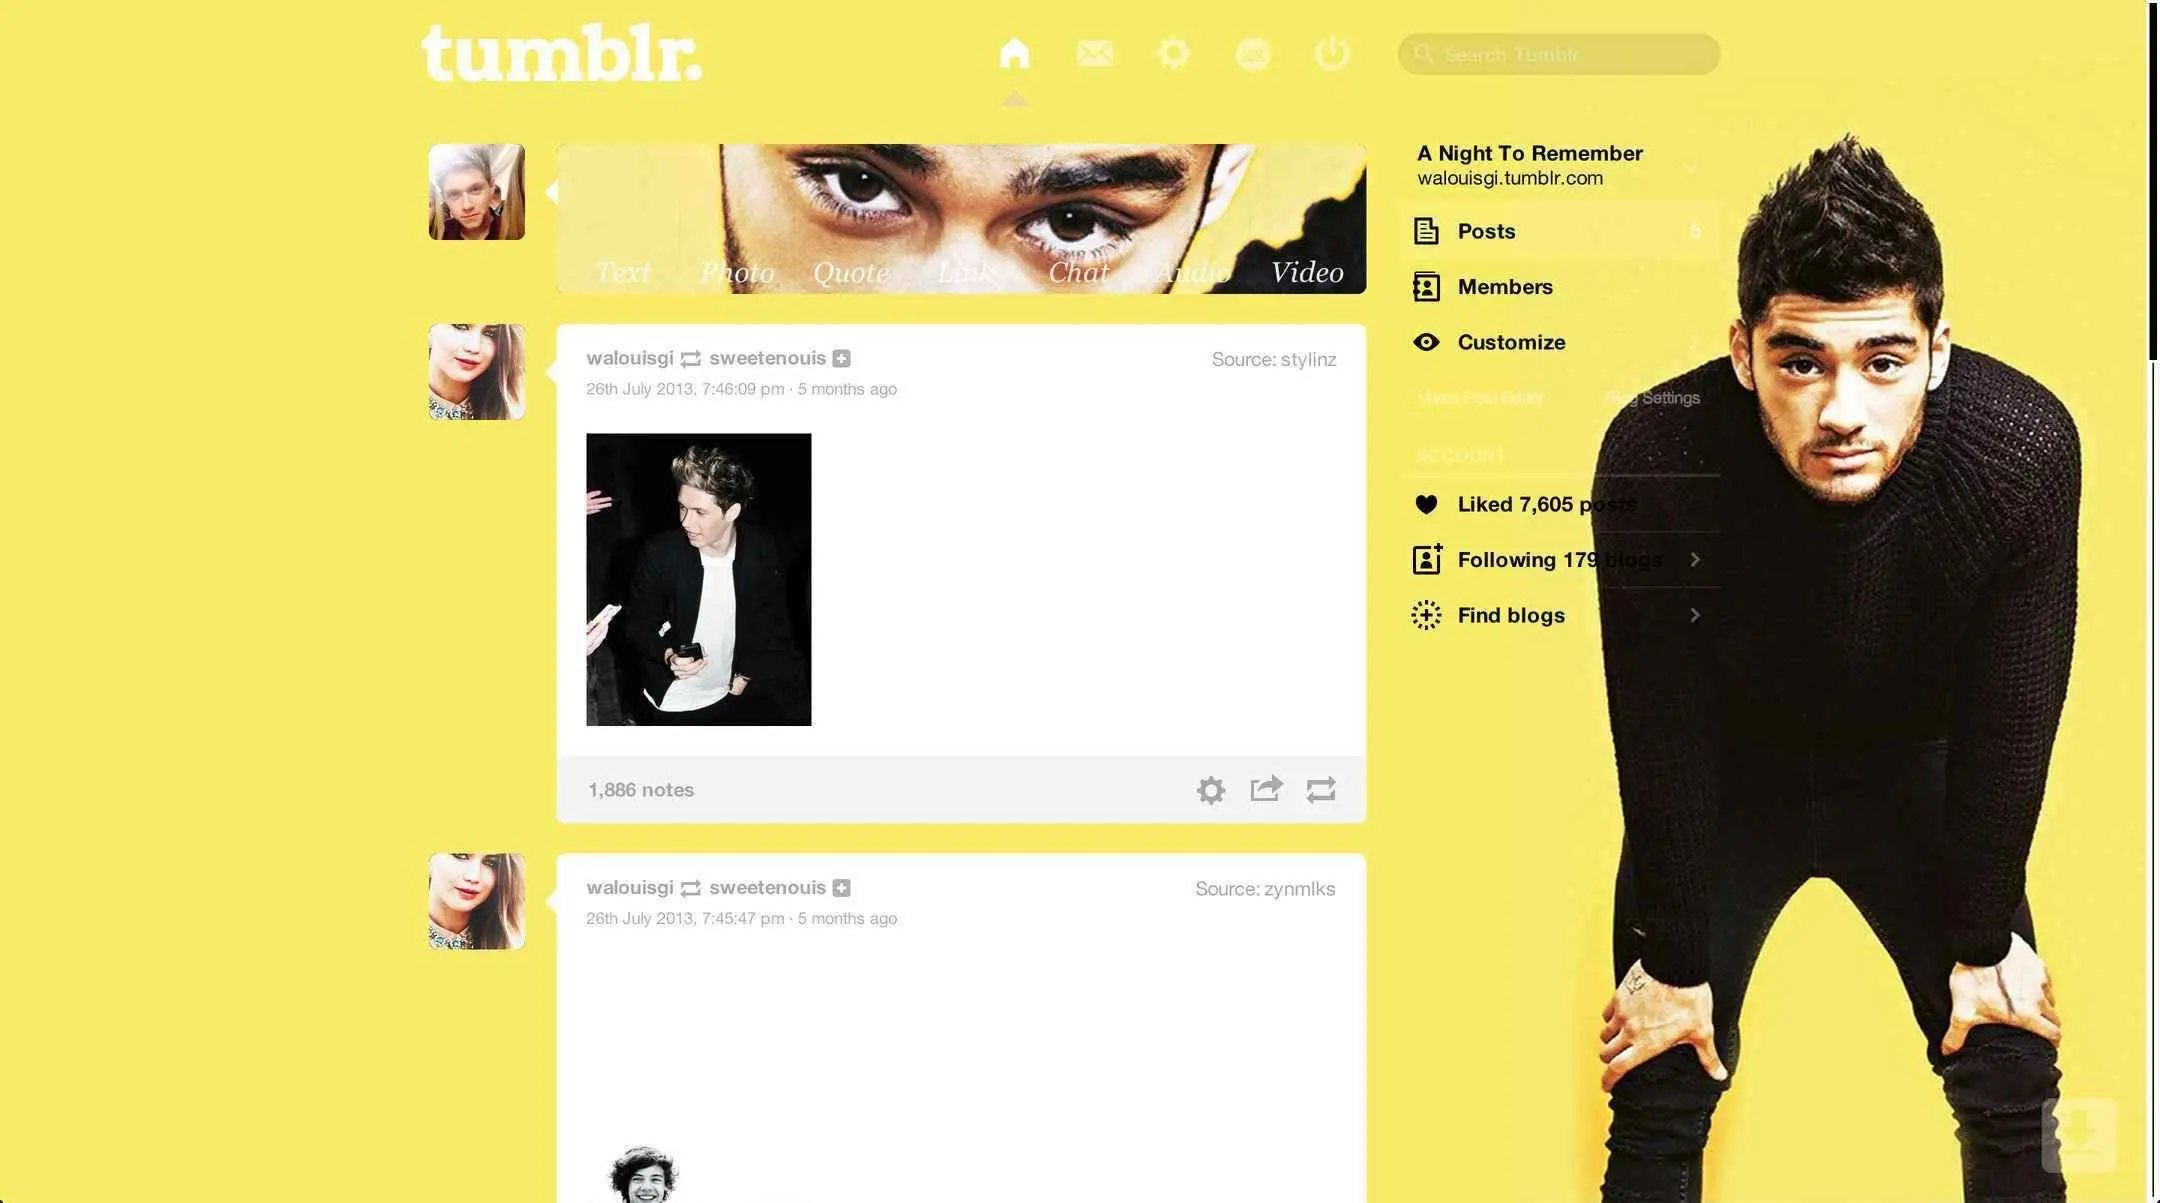 tumblr.
Search Tumblr
A Night To Remember
walouisgi.tumblr.com
Text Photo Quote Link Chat Audio Video
Posts 5
Members
Customize
Mass Post Editor Blog Settings
ACCOUNT
Liked 7,605 posts
Following 179 blogs
Find blogs
walouisgi sweetenouis
Source: stylinz
26th July 2013, 7:46:09 pm · 5 months ago
1,886 notes
walouisgi sweetenouis
Source: zynmlks
26th July 2013, 7:45:47 pm · 5 months ago